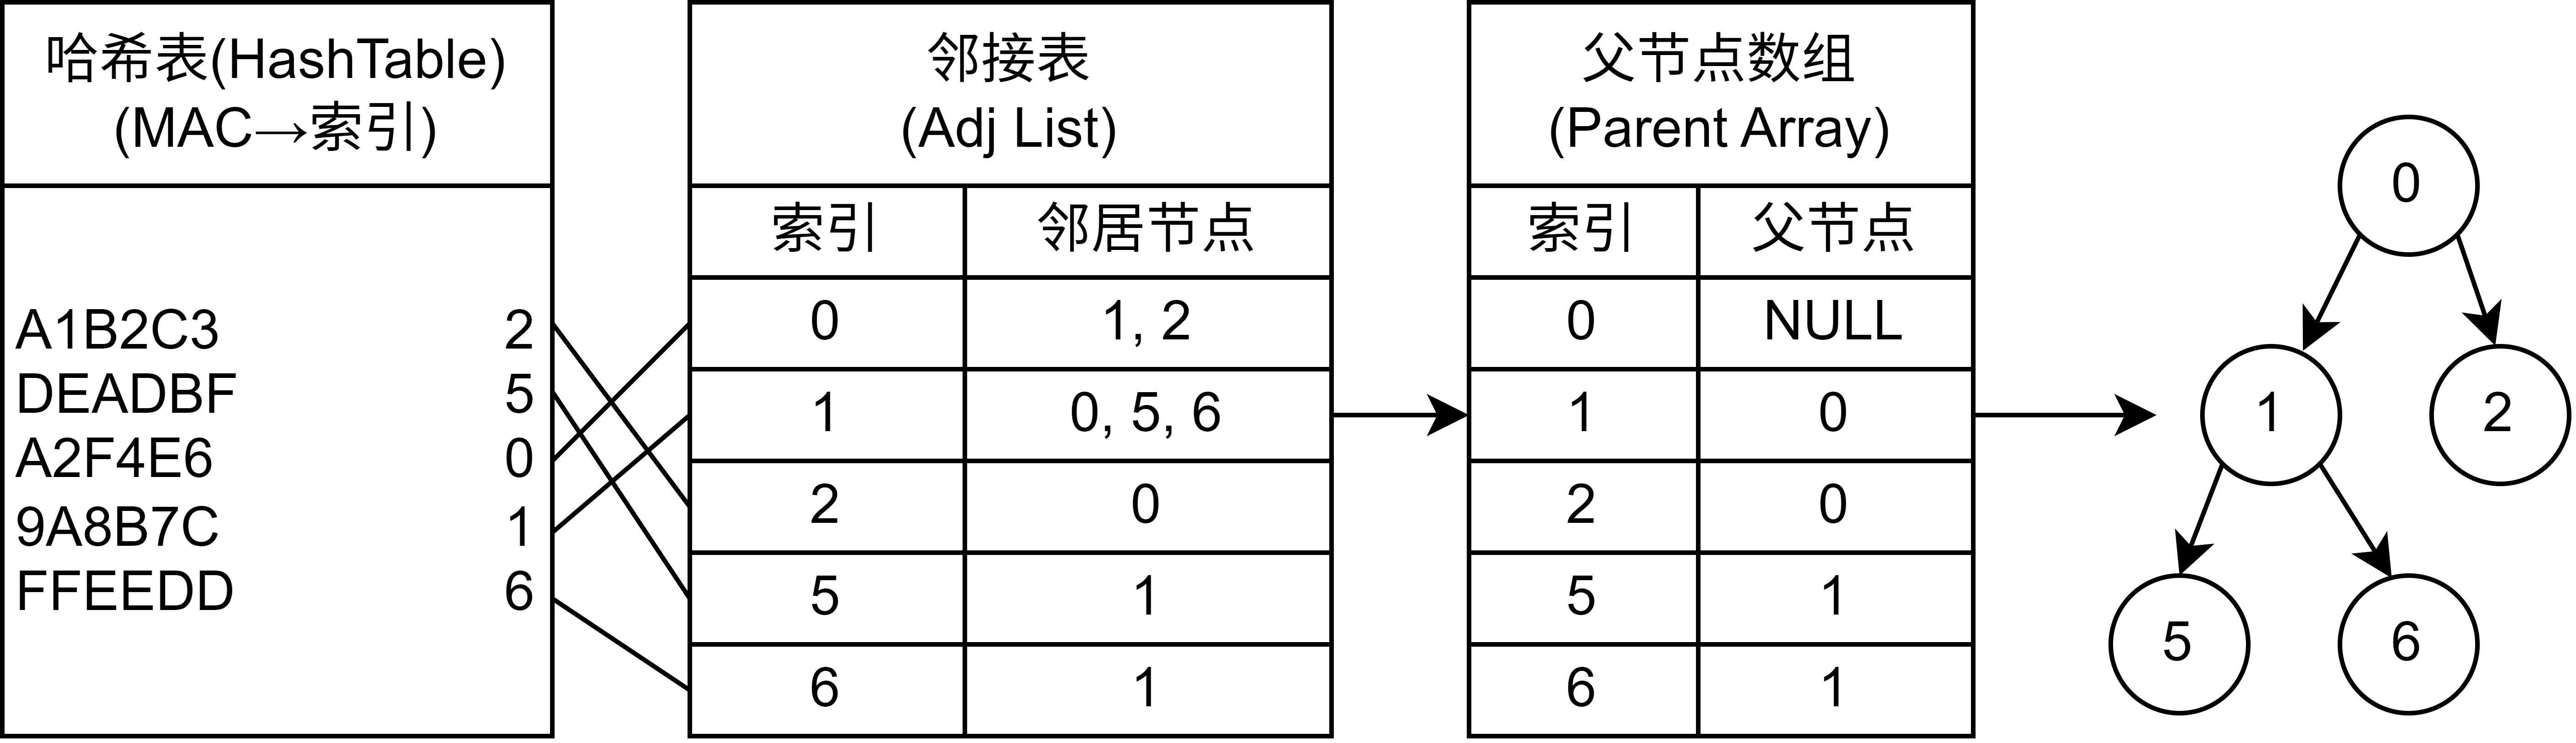 哈希表(HashTable)
(MAC→索引)
A1B2C3 2
DEADBF 5
A2F4E6 0
9A8B7C 1
FFEEDD 6
邻接表
(Adj List)
索引 邻居节点
0 1, 2
1 0, 5, 6
2 0
5 1
6 1
父节点数组
(Parent Array)
索引 父节点
0 NULL
1 0
2 0
5 1
6 1
0
1 2
5 6